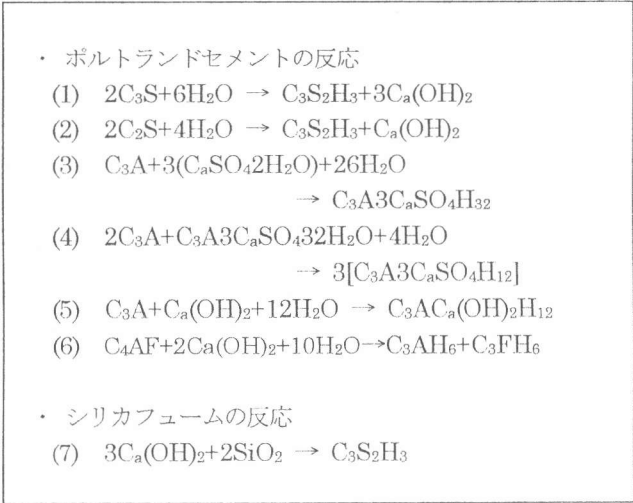 ・ ポルトランドセメントの反応
(1) 2C₃S+6H₂O → C₃S₂H₃+3Cₐ(OH)₂
(2) 2C₂S+4H₂O → C₃S₂H₃+Cₐ(OH)₂
(3) C₃A+3(CₐSO₄2H₂O)+26H₂O
→ C₃A3CₐSO₄H₃₂
(4) 2C₃A+C₃A3CₐSO₄32H₂O+4H₂O
→ 3[C₃A3CₐSO₄H₁₂]
(5) C₃A+Cₐ(OH)₂+12H₂O → C₃ACₐ(OH)₂H₁₂
(6) C₄AF+2Ca(OH)₂+10H₂O→C₃AH₆+C₃FH₆
・ シリカフュームの反応
(7) 3Cₐ(OH)₂+2SiO₂ → C₃S₂H₃